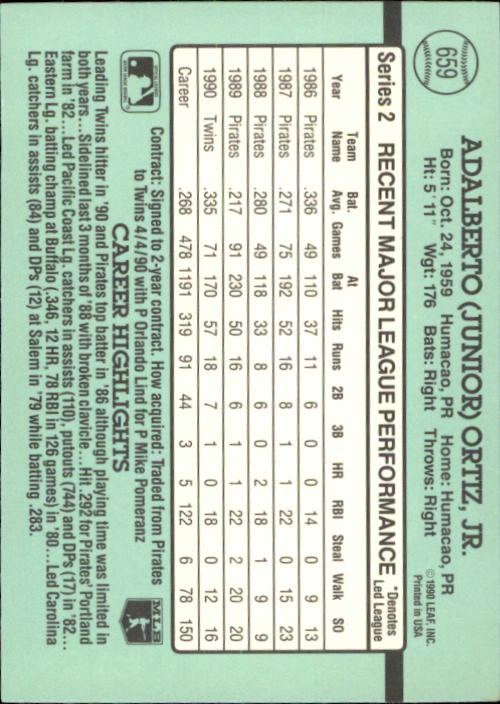 659
ADALBERTO (JUNIOR) ORTIZ, JR.
Born: Oct. 24, 1959 Humacao, PR Home: Humacao, PR
Ht: 5'11" Wgt: 176 Bats: Right Throws: Right
©1990 LEAF, INC.
Printed in USA
Series 2 RECENT MAJOR LEAGUE PERFORMANCE *Denotes Led League
Year Team Name Bat. Avg. Games At Bat Hits Runs 2B 3B HR RBI Steal Walk SO
1986 Pirates .336 49 110 37 11 6 0 0 14 0 9 13
1987 Pirates .271 75 192 52 16 8 1 1 22 0 15 23
1988 Pirates .280 49 118 33 8 6 0 2 18 1 9 9
1989 Pirates .217 91 230 50 16 6 1 1 22 2 20 20
1990 Twins .335 71 170 57 18 7 1 0 18 0 12 16
Career .268 478 1191 319 91 44 3 5 122 6 78 150
Contract: Signed to 2-year contract. How acquired: Traded from Pirates
to Twins 4/4/90 with P Orlando Lind for P Mike Pomeranz
MLB
CAREER HIGHLIGHTS
Leading Twins hitter in '90 and Pirates top batter in '86 although playing time was limited in
both years...Sidelined last 3 months of '88 with broken clavicle...Hit .292 for Pirates' Portland
farm in '82...Led Pacific Coast Lg. catchers in assists (110), putouts (744) and DPs (17) in '82...
Eastern Lg. batting champ at Buffalo (.346, 12 HR, 78 RBI in 126 games) in '80...Led Carolina
Lg. catchers in assists (84) and DPs (12) at Salem in '79 while batting .283.